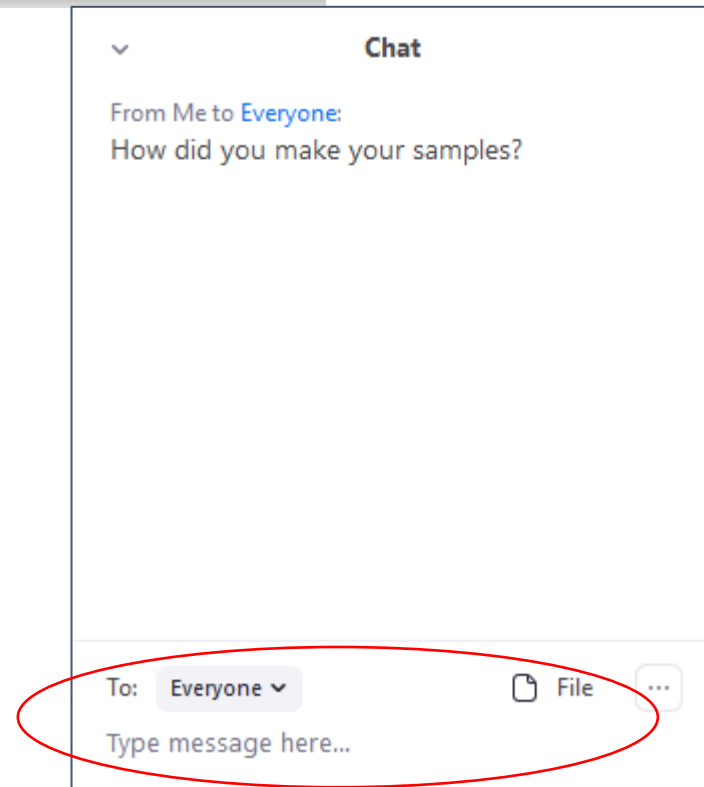 Chat
From Me to Everyone:
How did you make your samples?
To: Everyone File ...
Type message here...